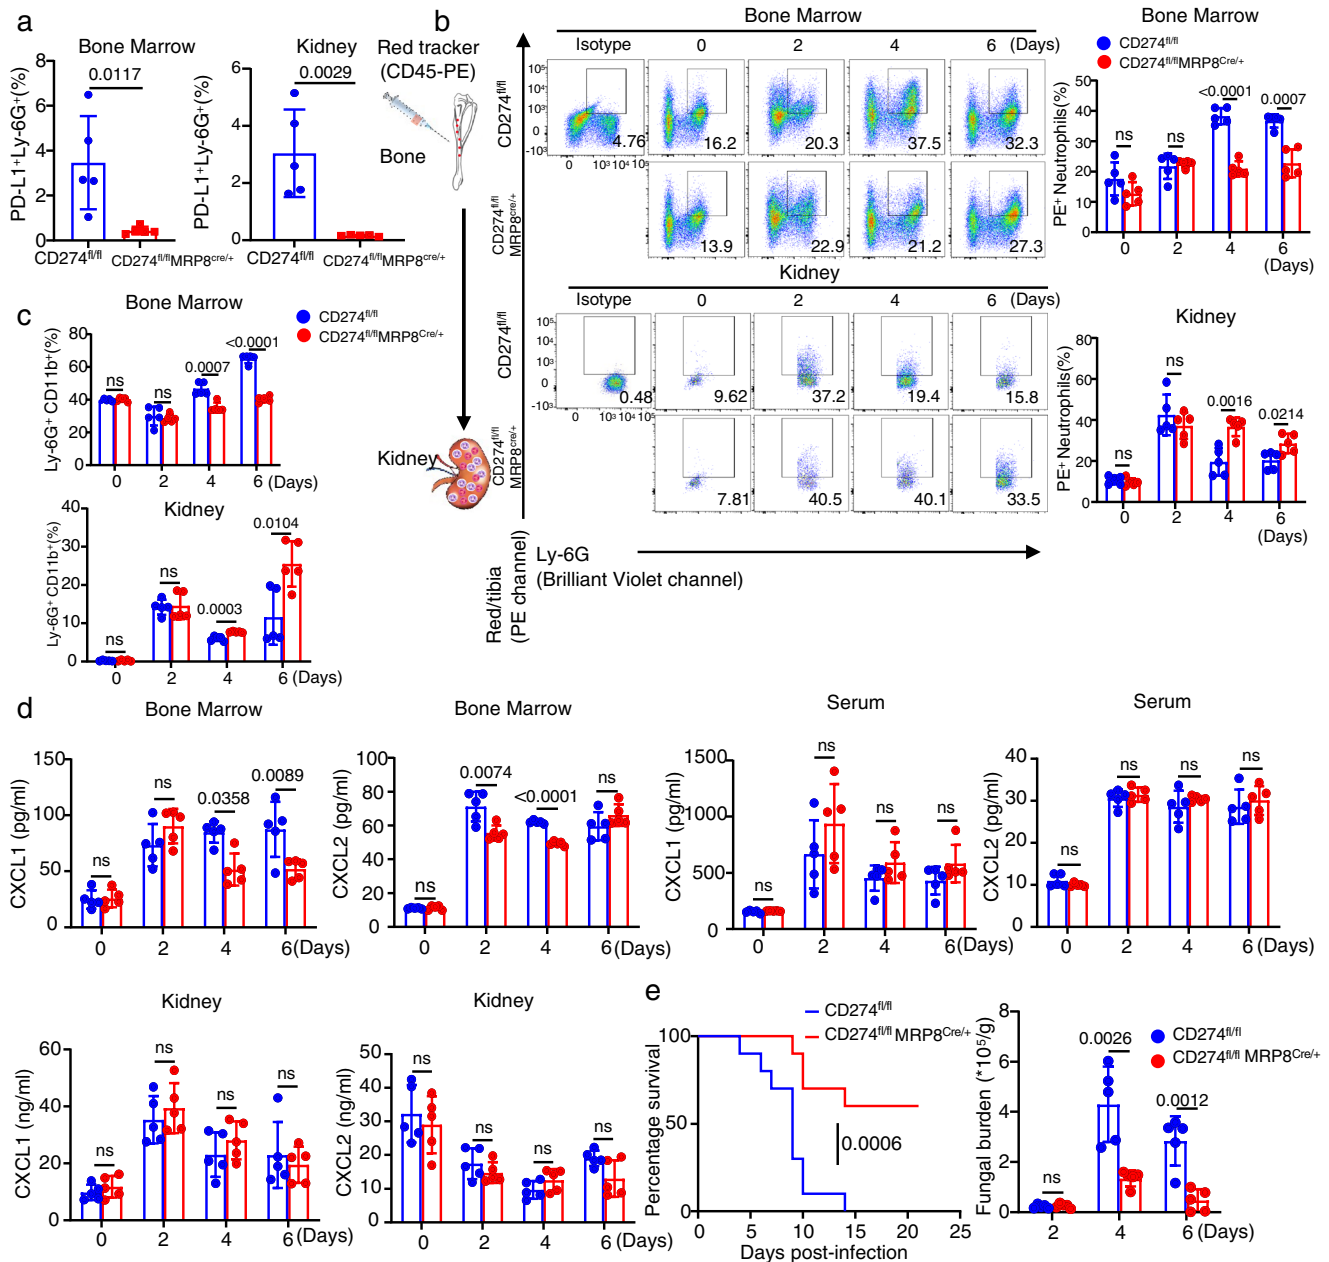 a
Bone Marrow
PD-L1⁺Ly-6G⁺(%)
8
6
4
2
0
0.0117
CD274fl/fl
CD274fl/flMRP8cre/+
Kidney
PD-L1⁺Ly-6G⁺(%)
6
4
2
0
0.0029
CD274fl/fl
CD274fl/flMRP8cre/+
Red tracker
(CD45-PE)
Bone
Kidney
b
Bone Marrow
Isotype 0 2 4 6 (Days)
CD274fl/fl
10⁵
10⁴
10³
0
-10³
10³ 10⁴ 10⁵
4.76 16.2 20.3 37.5 32.3
CD274fl/fl
MRP8cre/+
13.9 22.9 21.2 27.3
Kidney
Isotype 0 2 4 6 (Days)
CD274fl/fl
10⁵
10⁴
10³
0
-10³
10³ 10⁴ 10⁵
0.48 9.62 37.2 19.4 15.8
CD274fl/fl
MRP8cre/+
7.81 40.5 40.1 33.5
Red/tibia
(PE channel)
Ly-6G
(Brilliant Violet channel)
Bone Marrow
CD274fl/fl
CD274fl/flMRP8Cre/+
PE⁺Neutrophils(%)
50
40
30
20
10
0
ns ns <0.0001 0.0007
0 2 4 6
(Days)
Kidney
PE⁺Neutrophils(%)
80
60
40
20
0
ns ns 0.0016 0.0214
0 2 4 6
(Days)
c
Bone Marrow
CD274fl/fl
CD274fl/flMRP8Cre/+
Ly-6G⁺ CD11b⁺(%)
80
60
40
20
0
ns ns 0.0007 <0.0001
0 2 4 6 (Days)
Kidney
Ly-6G⁺ CD11b⁺(%)
40
30
20
10
0
ns ns 0.0003 0.0104
0 2 4 6 (Days)
d
Bone Marrow
CXCL1 (pg/ml)
150
100
50
0
ns ns 0.0358 0.0089
0 2 4 6 (Days)
Bone Marrow
CXCL2 (pg/ml)
100
80
60
40
20
0
ns 0.0074 <0.0001 ns
0 2 4 6 (Days)
Serum
CXCL1 (pg/ml)
1500
1000
500
0
ns ns ns ns
0 2 4 6 (Days)
Serum
CXCL2 (pg/ml)
40
30
20
10
0
ns ns ns ns
0 2 4 6 (Days)
Kidney
CXCL1 (ng/ml)
60
40
20
0
ns ns ns ns
0 2 4 6 (Days)
Kidney
CXCL2 (ng/ml)
50
40
30
20
10
0
ns ns ns ns
0 2 4 6 (Days)
e
CD274fl/fl
CD274fl/fl MRP8Cre/+
Percentage survival
100
50
0
0.0006
0 5 10 15 20 25
Days post-infection
Fungal burden (*10⁵/g)
8
6
4
2
0
CD274fl/fl
CD274fl/fl MRP8Cre/+
ns 0.0026 0.0012
2 4 6 (Days)